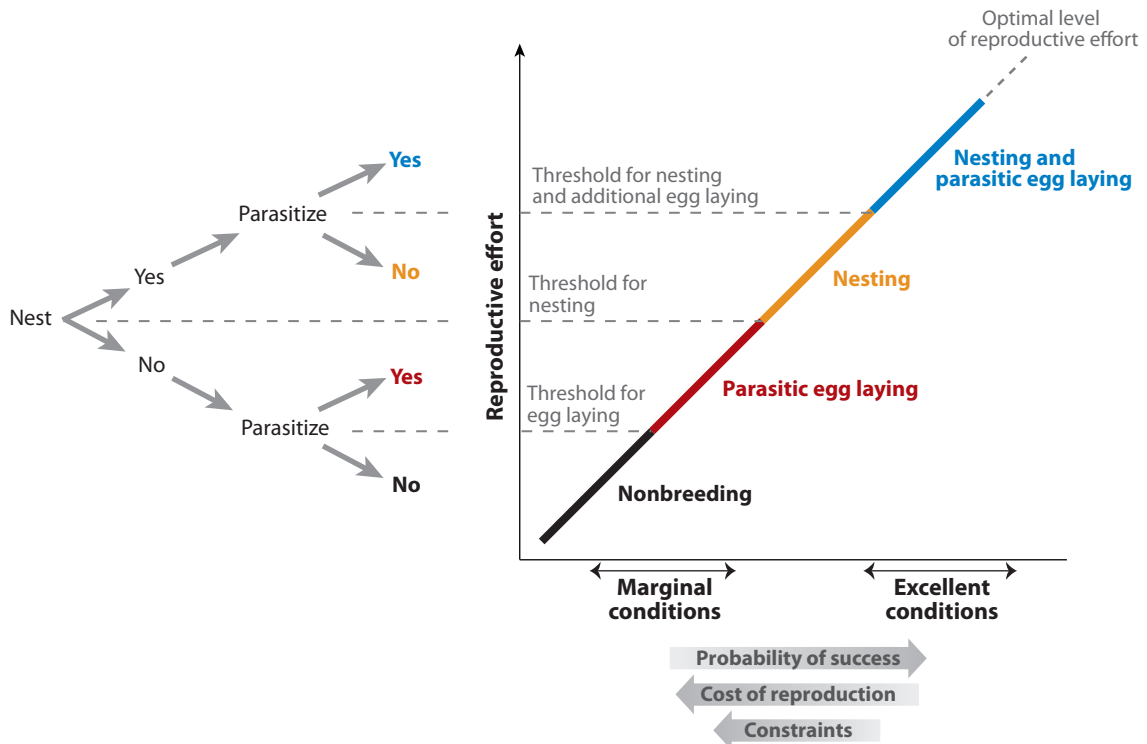 Optimal level
of reproductive effort
Yes
Threshold for nesting
and additional egg laying
Nesting and
parasitic egg laying
Parasitize
Yes
No
Threshold for
nesting
Nesting
Nest
Reproductive effort
No
Yes
Threshold for
egg laying
Parasitic egg laying
Parasitize
No
Nonbreeding
Marginal
conditions
Excellent
conditions
Probability of success
Cost of reproduction
Constraints